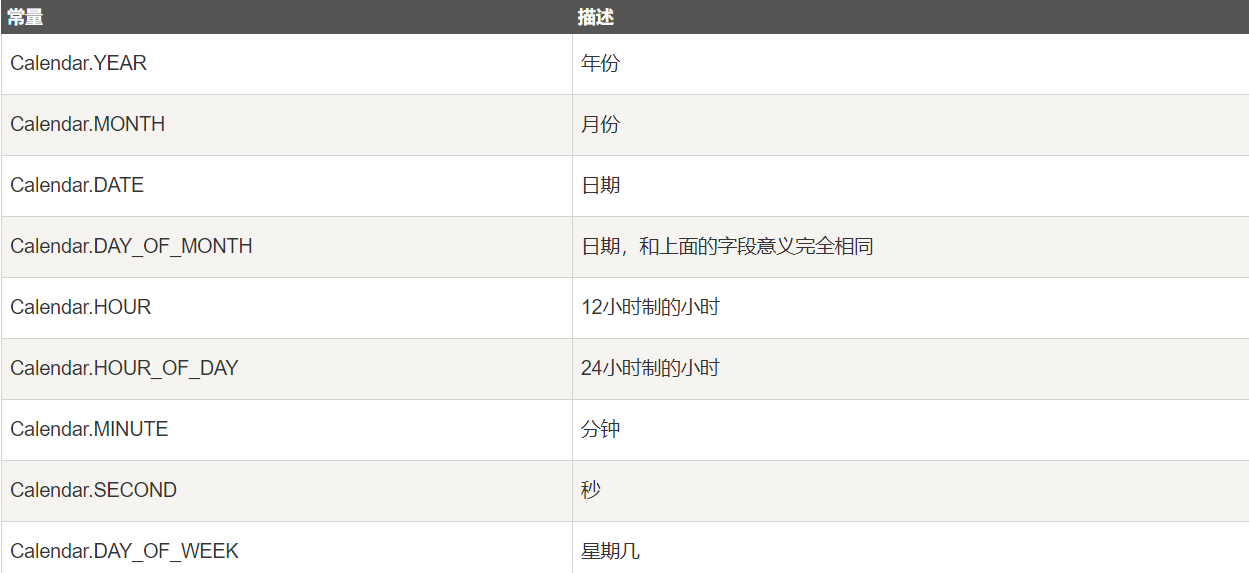 常量 描述
Calendar.YEAR 年份
Calendar.MONTH 月份
Calendar.DATE 日期
Calendar.DAY_OF_MONTH 日期，和上面的字段意义完全相同
Calendar.HOUR 12小时制的小时
Calendar.HOUR_OF_DAY 24小时制的小时
Calendar.MINUTE 分钟
Calendar.SECOND 秒
Calendar.DAY_OF_WEEK 星期几